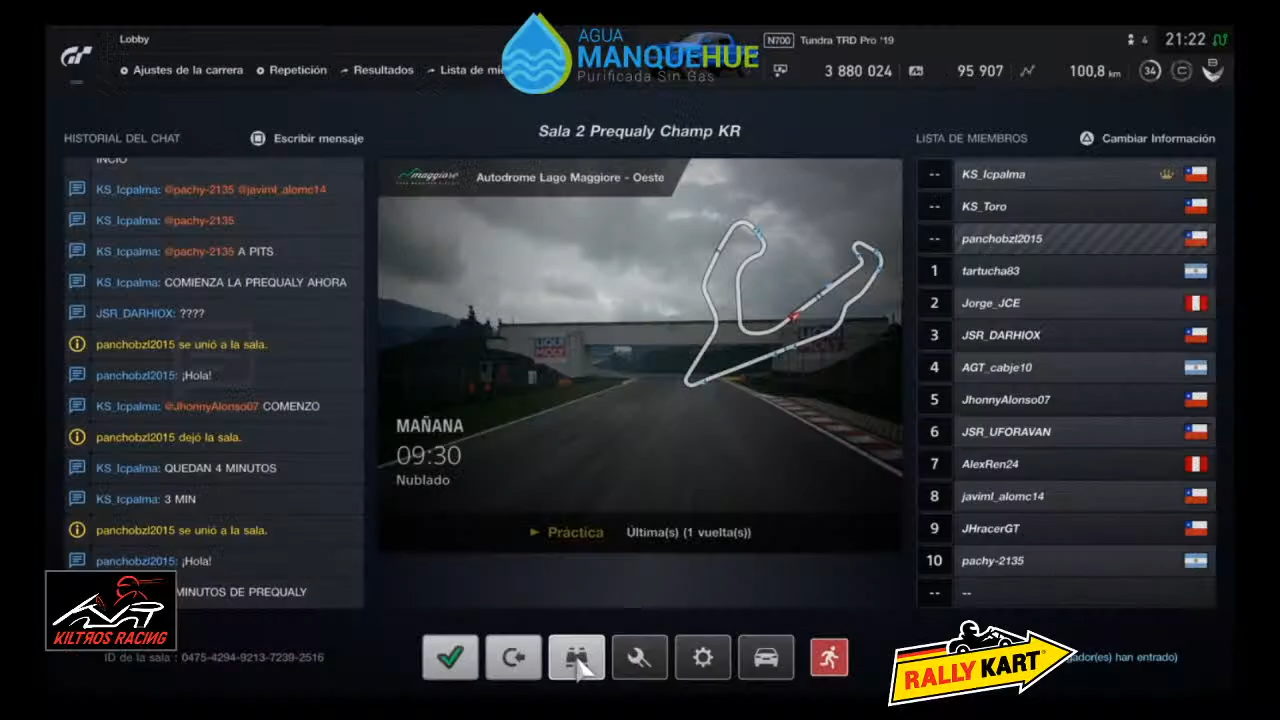 Lobby
GT
Ajustes de la carrera
Repetición
Resultados
AGUA
MANQUEHUE
Purificada Sin Gas
N700 Tundra TRD Pro '19
4 21:22
3 880 024
95 907
100,8 km
34
C
B
HISTORIAL DEL CHAT
Escribir mensaje
KS_lcpalma: @pachy-2135 @javiml_alomc14
KS_lcpalma: @pachy-2135
KS_lcpalma: @pachy-2135 A PITS
KS_lcpalma: COMIENZA LA PREQUALY AHORA
JSR_DARHIOX: ????
panchobzl2015 se unió a la sala.
panchobzl2015: ¡Hola!
KS_lcpalma: @JhonnyAlonso07 COMENZO
panchobzl2015 dejó la sala.
KS_lcpalma: QUEDAN 4 MINUTOS
KS_lcpalma: 3 MIN
panchobzl2015 se unió a la sala.
panchobzl2015: ¡Hola!
MINUTOS DE PREQUALY
KILTROS RACING
ID de la sala : 0475-4294-9213-7239-2516
Sala 2 Prequaly Champ KR
maggiore
Autodrome Lago Maggiore - Oeste
LIQUI MOLY
MAÑANA
09:30
Nublado
Práctica
Última(s) (1 vuelta(s))
LISTA DE MIEMBROS
Cambiar Información
-- KS_lcpalma
-- KS_Toro
-- panchobzl2015
1 tartucha83
2 Jorge_JCE
3 JSR_DARHIOX
4 AGT_cabje10
5 JhonnyAlonso07
6 JSR_UFORAVAN
7 AlexRen24
8 javiml_alomc14
9 JHracerGT
10 pachy-2135
-- --
RALLY KART
han entrado)